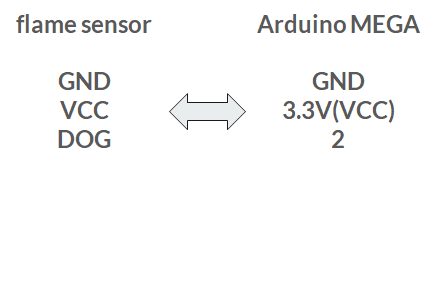 flame sensor Arduino MEGA
GND GND
VCC 3.3V(VCC)
DOG 2